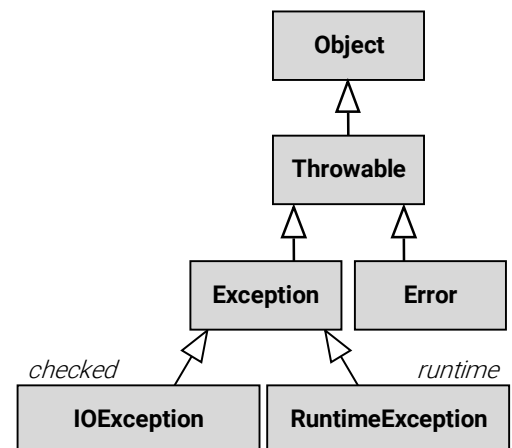 Object
Throwable
Exception
Error
checked
runtime
IOException
RuntimeException